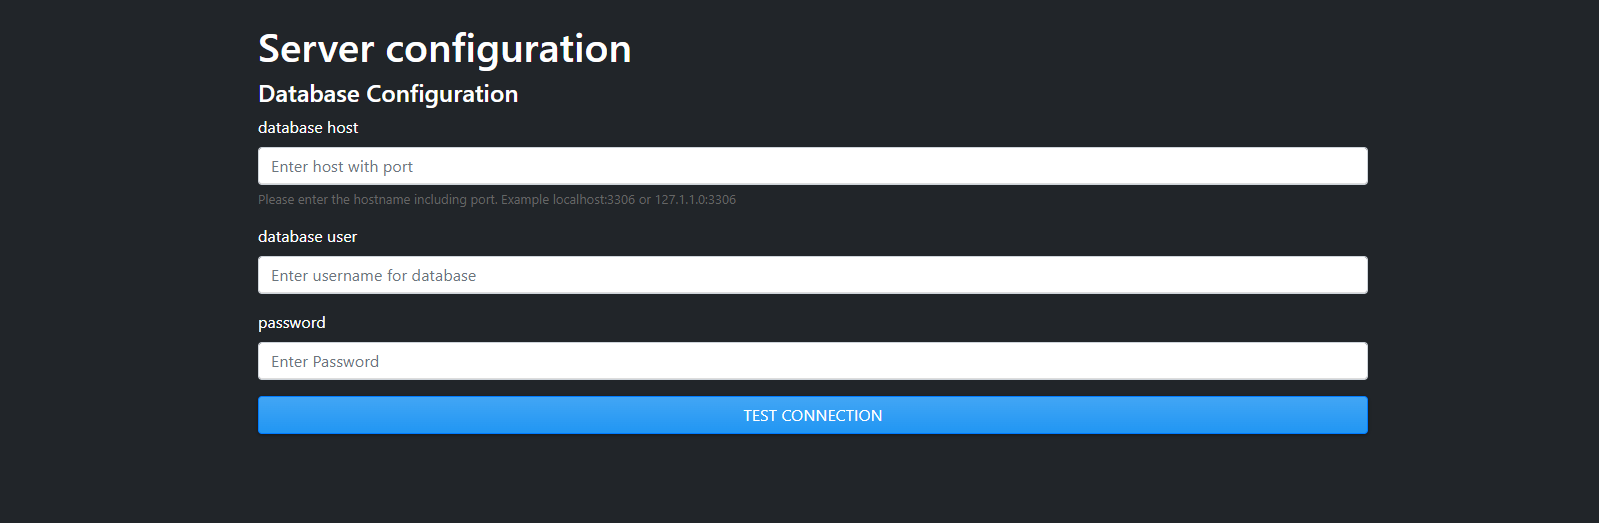 Server configuration
Database Configuration
database host
Enter host with port
Please enter the hostname including port. Example localhost:3306 or 127.1.1.0:3306
database user
Enter username for database
password
Enter Password
TEST CONNECTION